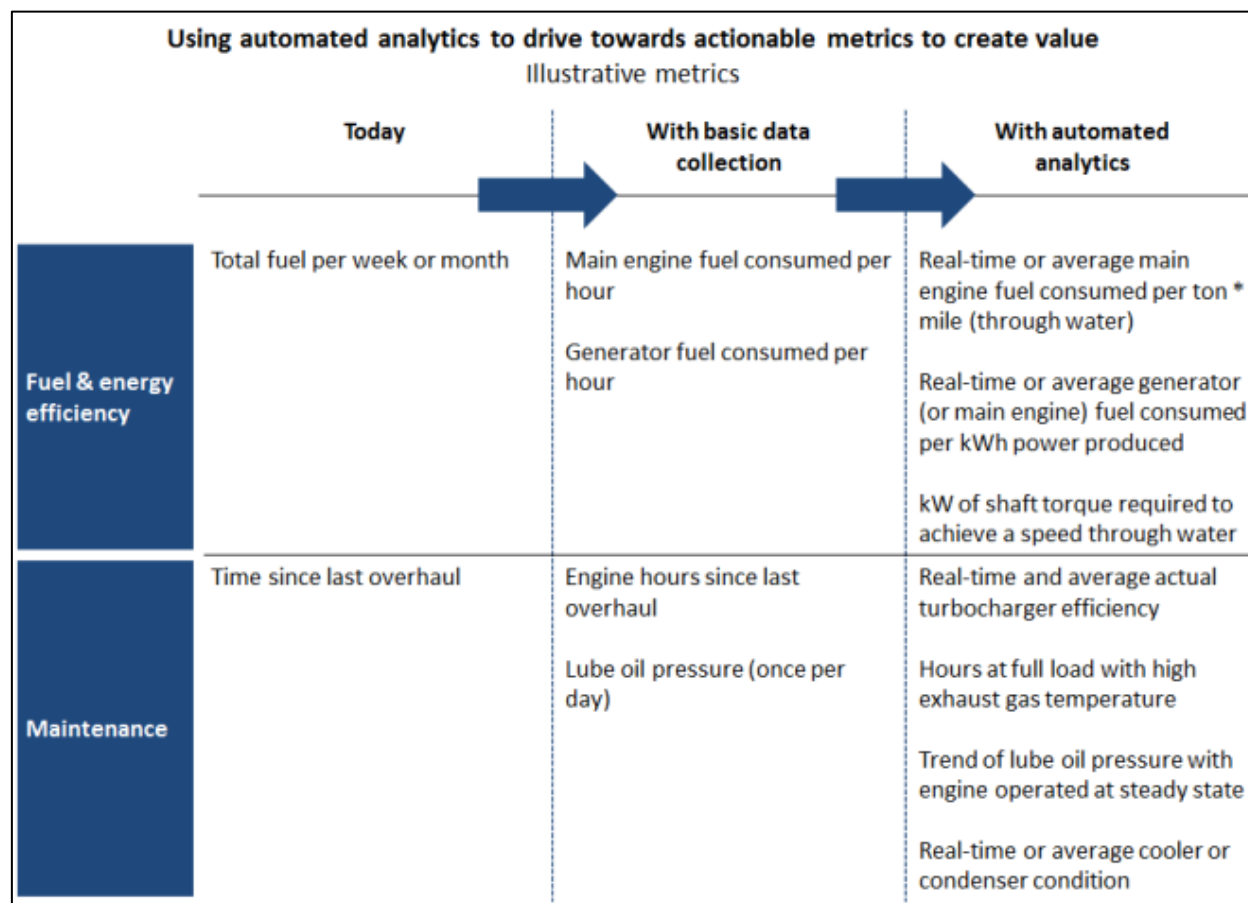 Using automated analytics to drive towards actionable metrics to create value
Illustrative metrics
Today
With basic data
collection
With automated
analytics
Fuel & energy
efficiency
Total fuel per week or month
Main engine fuel consumed per
hour
Generator fuel consumed per
hour
Real-time or average main
engine fuel consumed per ton *
mile (through water)
Real-time or average generator
(or main engine) fuel consumed
per kWh power produced
kW of shaft torque required to
achieve a speed through water
Maintenance
Time since last overhaul
Engine hours since last
overhaul
Lube oil pressure (once per
day)
Real-time and average actual
turbocharger efficiency
Hours at full load with high
exhaust gas temperature
Trend of lube oil pressure with
engine operated at steady state
Real-time or average cooler or
condenser condition